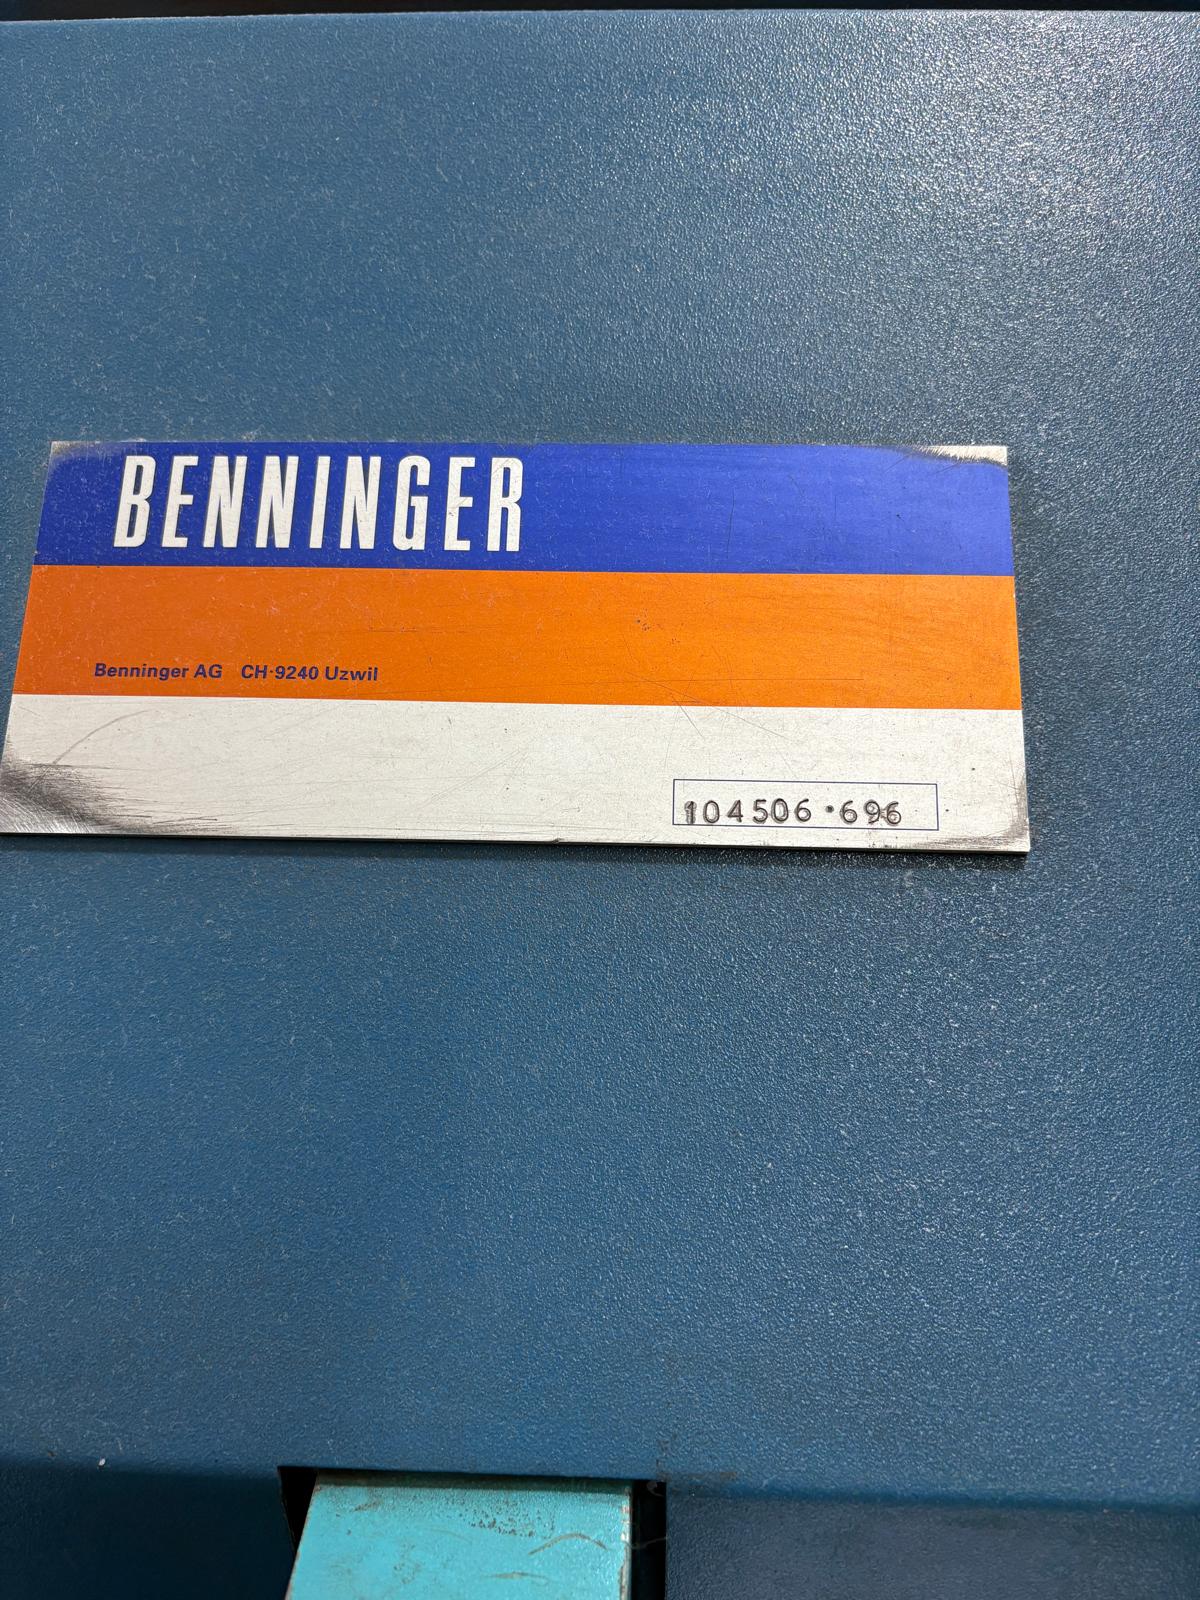 BENNINGER
Benninger AG CH-9240 Uzwil
104506·696